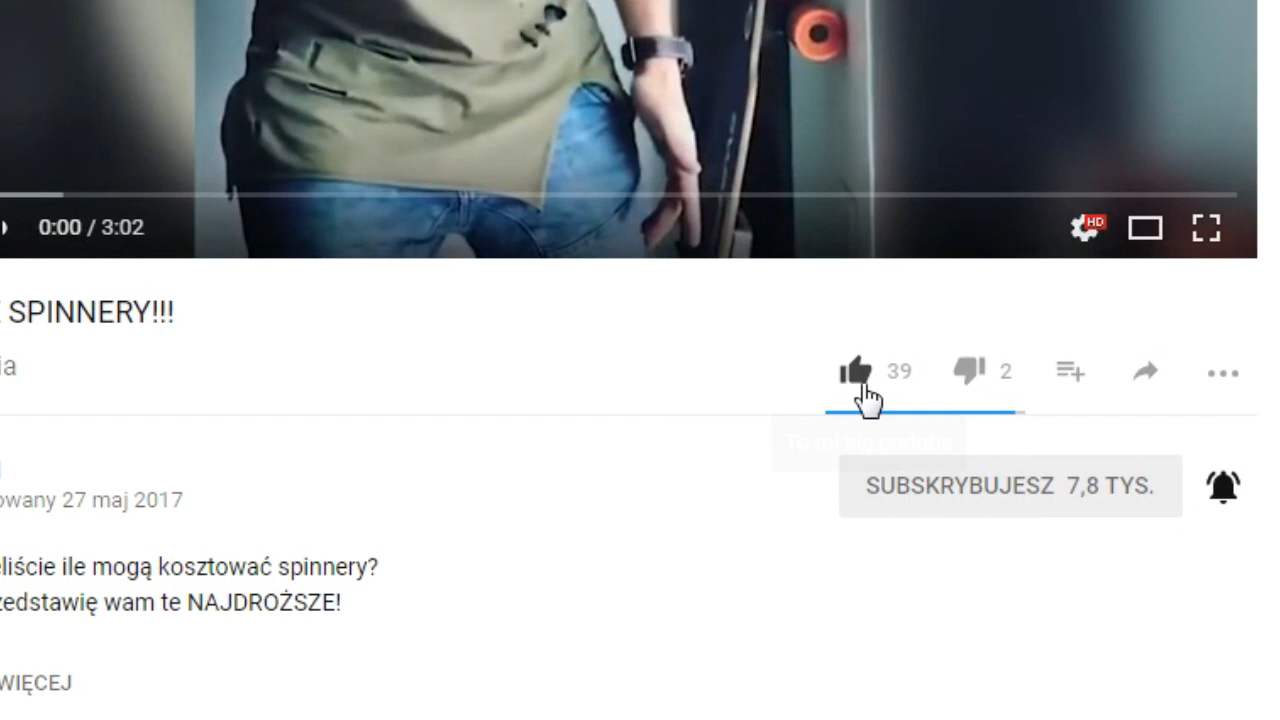 0:00 / 3:02
HD
SPINNERY!!!
ia
39
2
SUBSKRYBUJESZ 7,8 TYS.
owany 27 maj 2017
eliście ile mogą kosztować spinnery?
zedstawię wam te NAJDROŻSZE!
WIĘCEJ